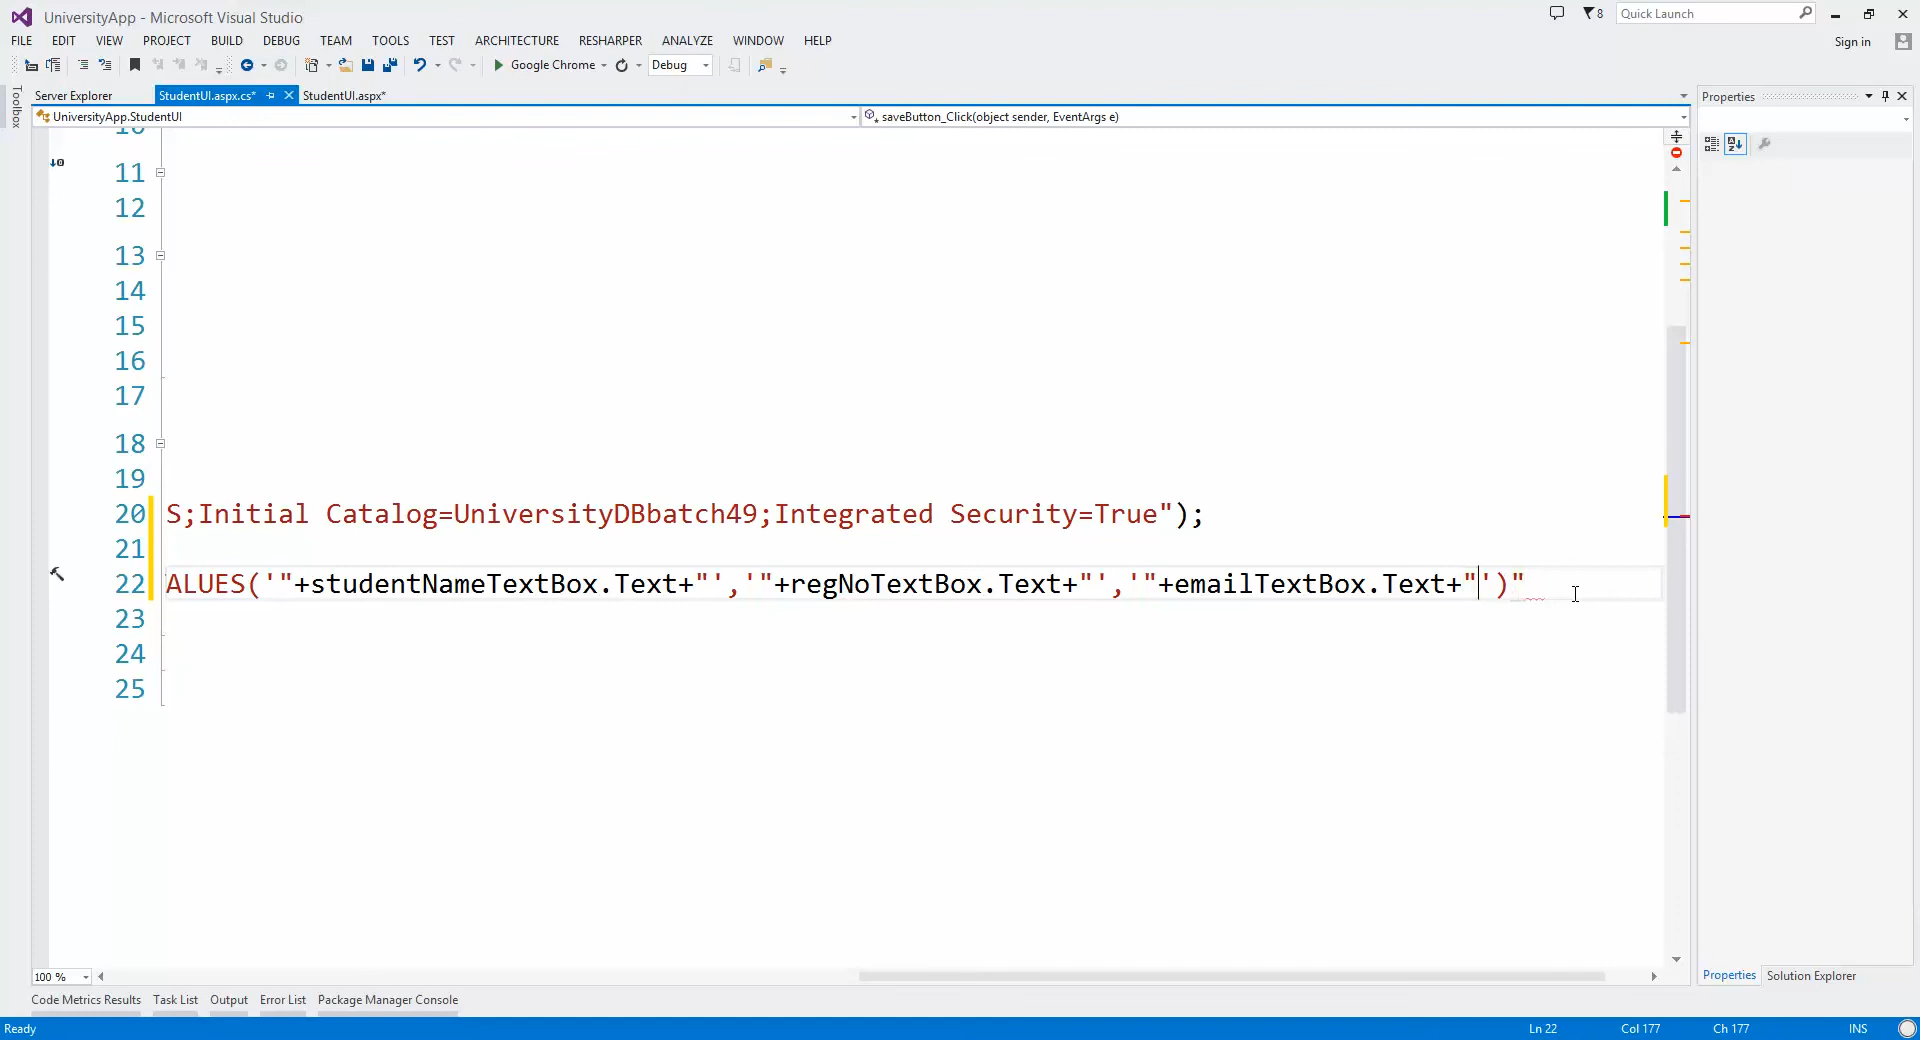 UniversityApp - Microsoft Visual Studio
8
Quick Launch
FILE EDIT VIEW PROJECT BUILD DEBUG TEAM TOOLS TEST ARCHITECTURE RESHARPER ANALYZE WINDOW HELP
Sign in
Google Chrome Debug
Toolbox
Server Explorer
StudentUI.aspx.cs*
StudentUI.aspx*
Properties
UniversityApp.StudentUI
saveButton_Click(object sender, EventArgs e)
10
11
12
13
14
15
16
17
18
19
20 S;Initial Catalog=UniversityDBbatch49;Integrated Security=True");
21
22 ALUES('"+studentNameTextBox.Text+"','"+regNoTextBox.Text+"','"+emailTextBox.Text+"')"
23
24
25
100 %
Properties Solution Explorer
Code Metrics Results Task List Output Error List Package Manager Console
Ready
Ln 22 Col 177 Ch 177 INS